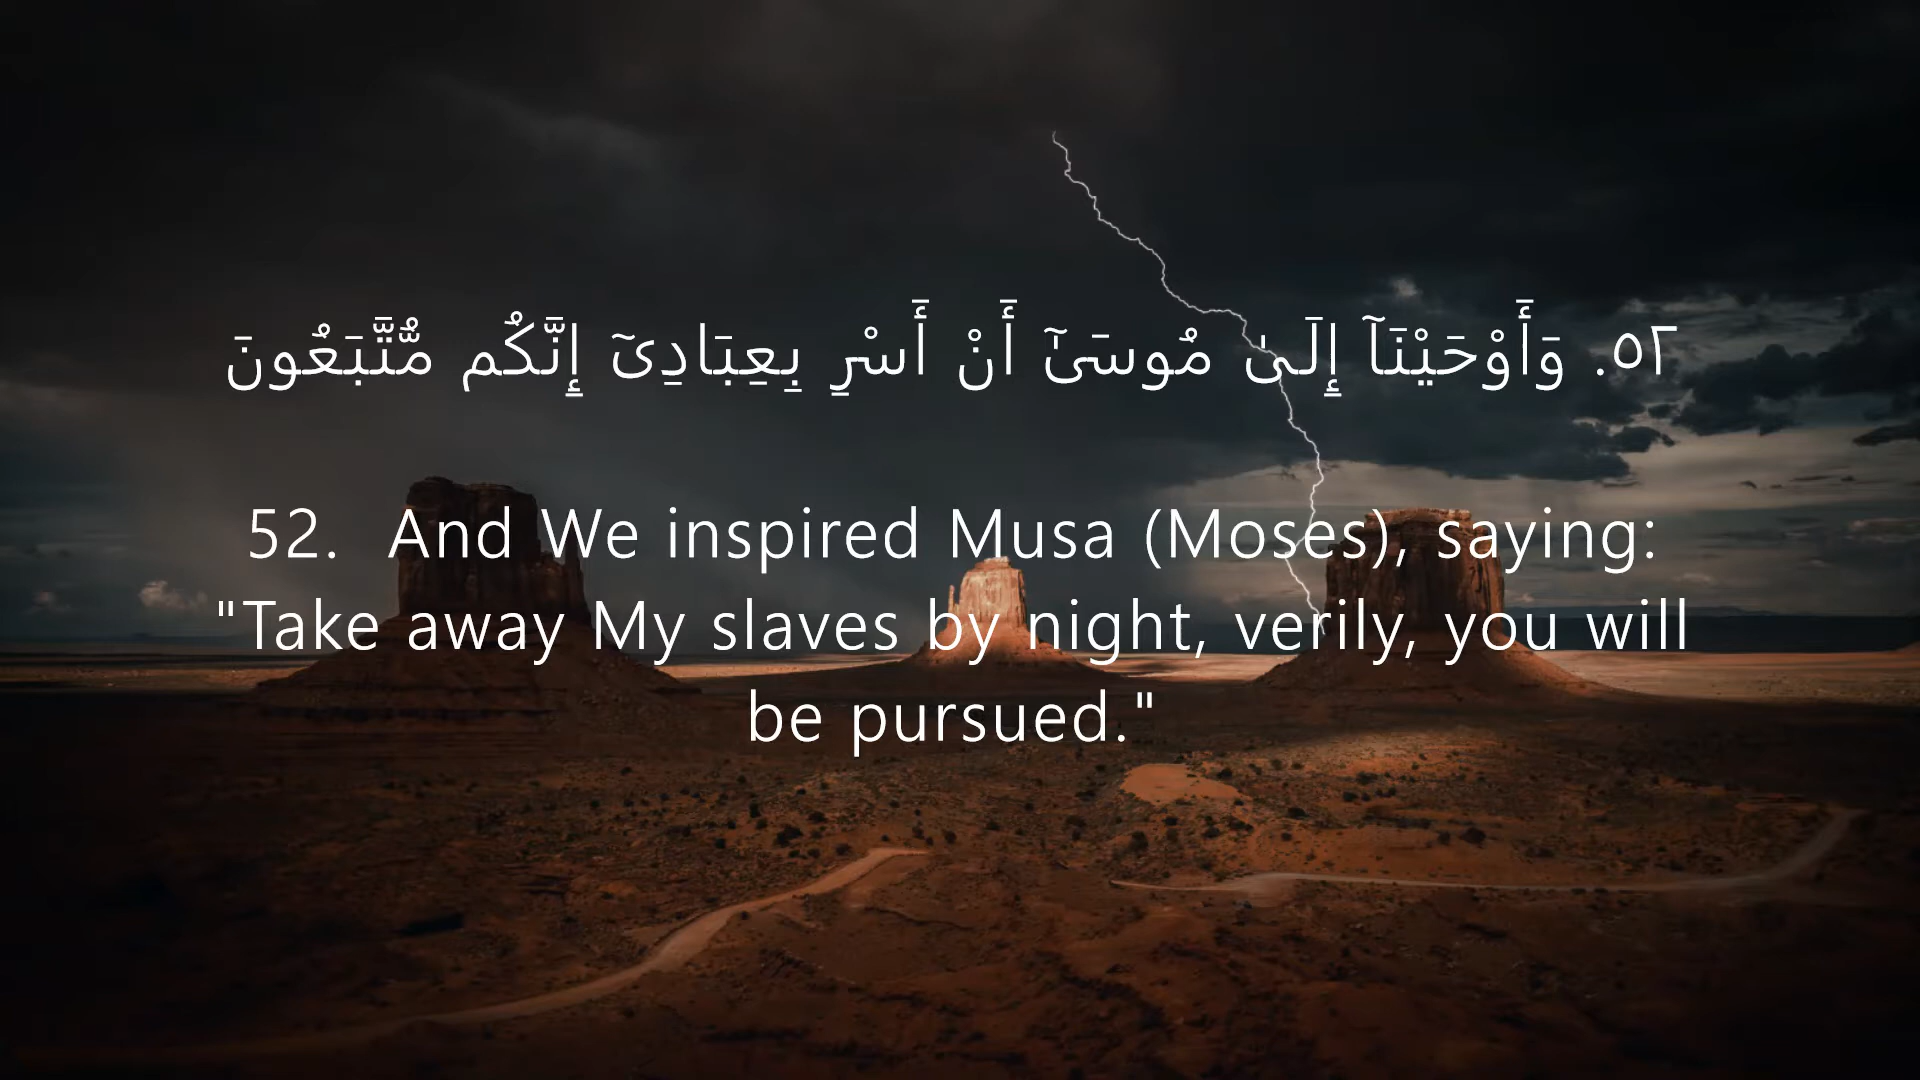 ٥٢. وَأَوْحَيْنَآ إِلَىٰ مُوسَىٰٓ أَنْ أَسْرِ بِعِبَادِىٓ إِنَّكُم مُّتَّبَعُونَ
52. And We inspired Musa (Moses), saying:
"Take away My slaves by night, verily, you will
be pursued."